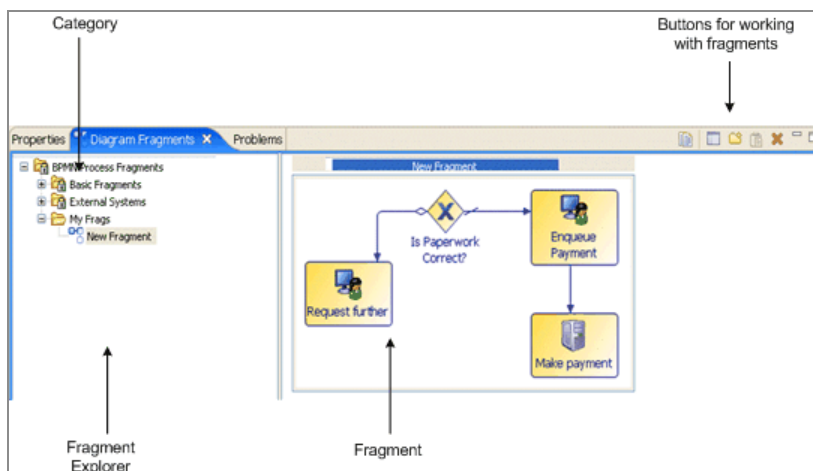 Category
Buttons for working
with fragments
Properties
Diagram Fragments
Problems
BPMN Process Fragments
Basic Fragments
External Systems
My Frags
New Fragment
New Fragment
Is Paperwork
Correct?
Enqueue
Payment
Request further
Make payment
Fragment
Explorer
Fragment